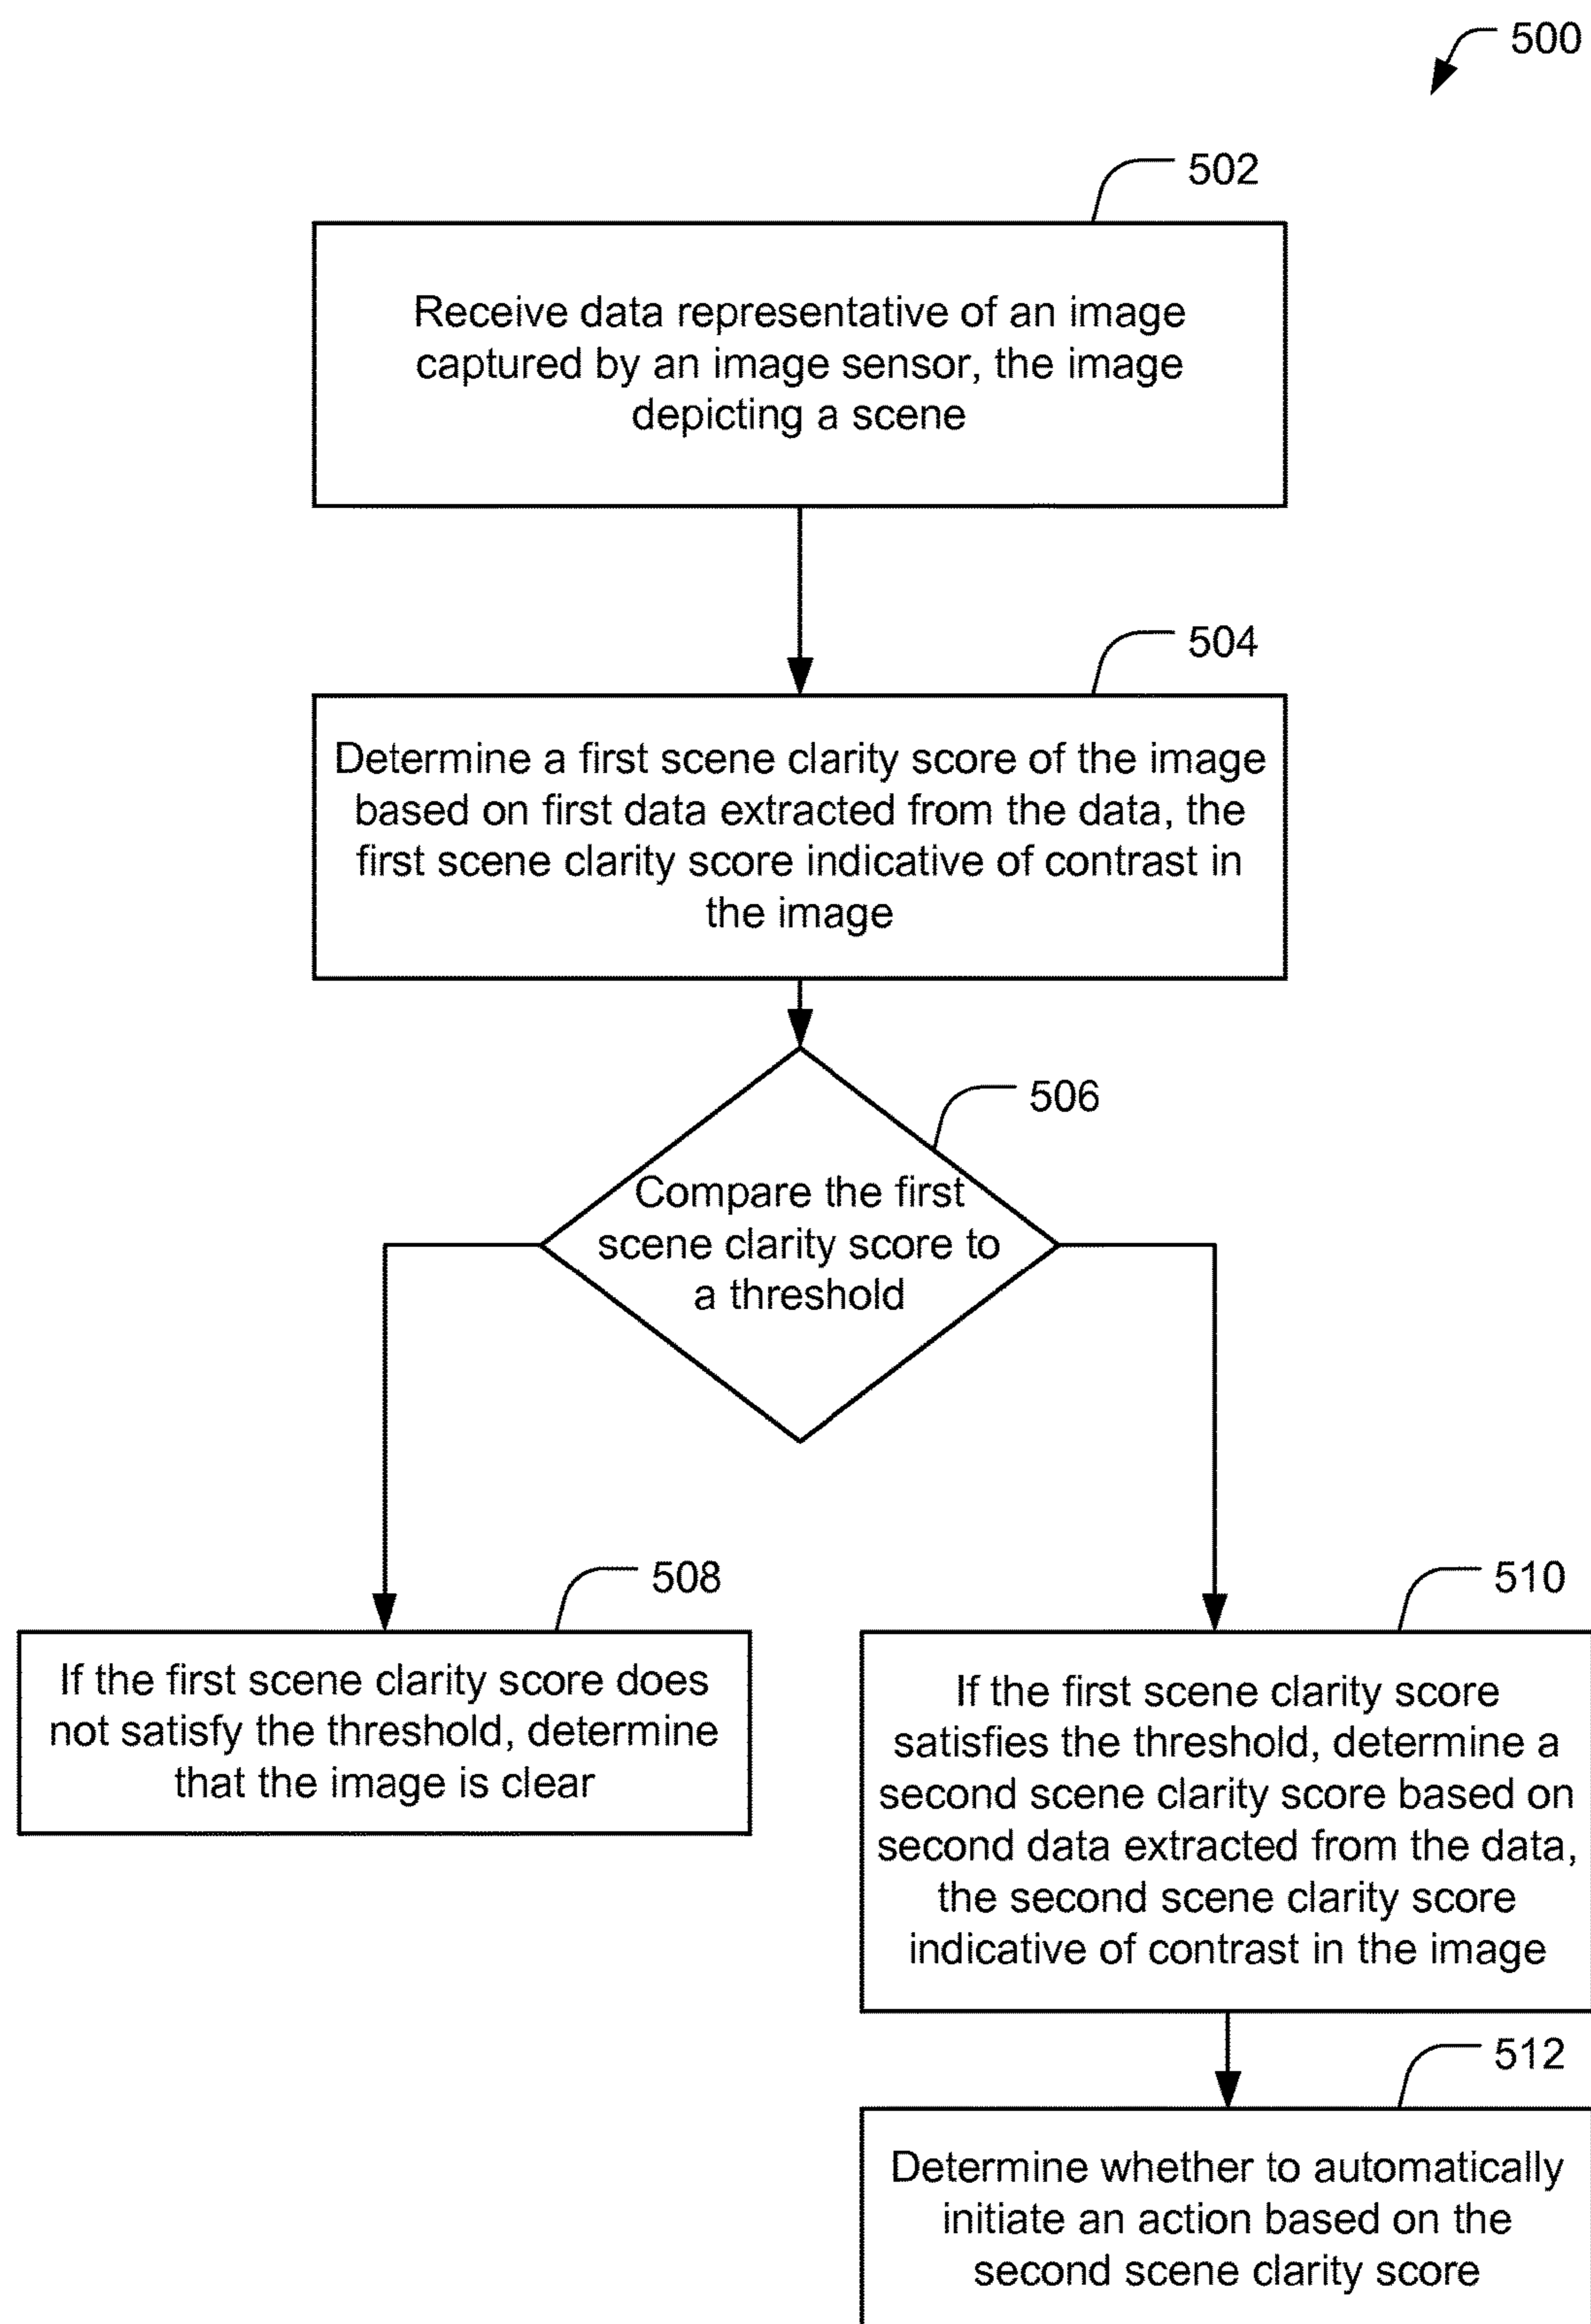 500
502
Receive data representative of an image
captured by an image sensor, the image
depicting a scene
504
Determine a first scene clarity score of the image
based on first data extracted from the data, the
first scene clarity score indicative of contrast in
the image
506
Compare the first
scene clarity score to
a threshold
508
If the first scene clarity score does
not satisfy the threshold, determine
that the image is clear
510
If the first scene clarity score
satisfies the threshold, determine a
second scene clarity score based on
second data extracted from the data,
the second scene clarity score
indicative of contrast in the image
512
Determine whether to automatically
initiate an action based on the
second scene clarity score